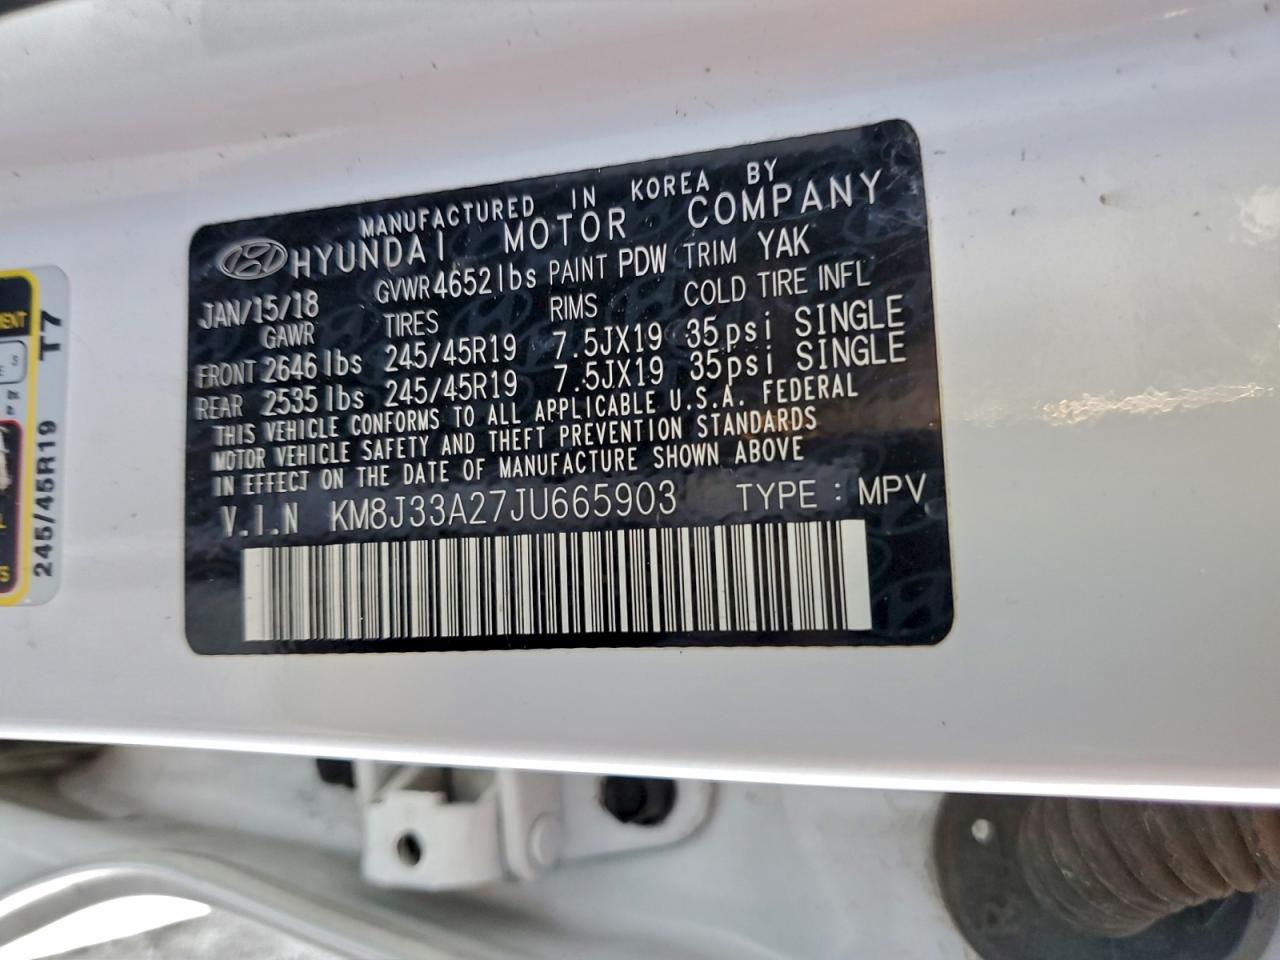 MANUFACTURED IN KOREA BY
HYUNDAI MOTOR COMPANY
JAN/15/18 GVWR 4652lbs PAINT PDW TRIM YAK
GAWR TIRES RIMS COLD TIRE INFL
FRONT 2646 lbs 245/45R19 7.5JX19 35psi SINGLE
REAR 2535 lbs 245/45R19 7.5JX19 35psi SINGLE
THIS VEHICLE CONFORMS TO ALL APPLICABLE U.S.A. FEDERAL
MOTOR VEHICLE SAFETY AND THEFT PREVENTION STANDARDS
IN EFFECT ON THE DATE OF MANUFACTURE SHOWN ABOVE
V.I.N KM8J33A27JU665903 TYPE : MPV
245/45R19 T7
3